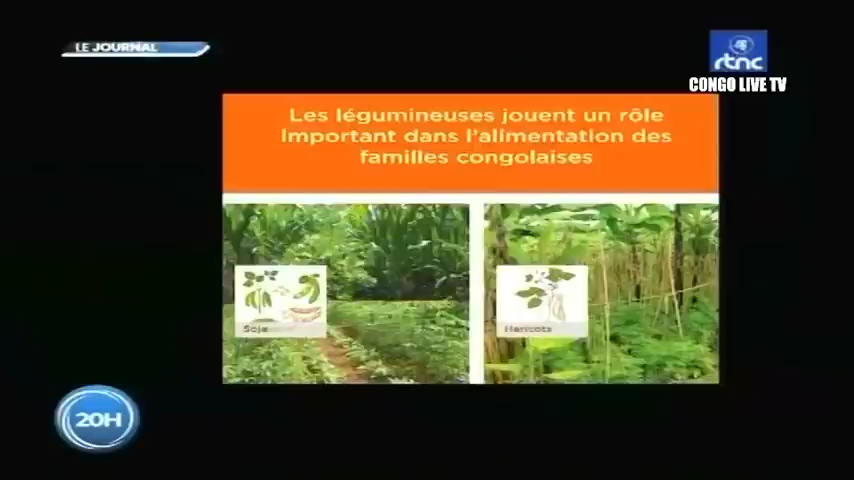 LE JOURNAL
rtnc
CONGO LIVE TV
Les légumineuses jouent un rôle
important dans l'alimentation des
familles congolaises
Soja
Haricots
20H